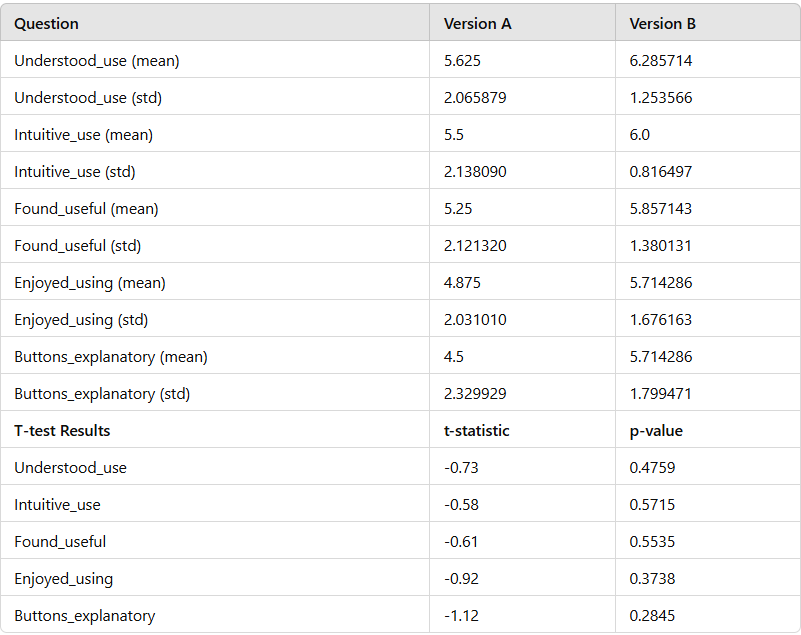 Question Version A Version B
Understood_use (mean) 5.625 6.285714
Understood_use (std) 2.065879 1.253566
Intuitive_use (mean) 5.5 6.0
Intuitive_use (std) 2.138090 0.816497
Found_useful (mean) 5.25 5.857143
Found_useful (std) 2.121320 1.380131
Enjoyed_using (mean) 4.875 5.714286
Enjoyed_using (std) 2.031010 1.676163
Buttons_explanatory (mean) 4.5 5.714286
Buttons_explanatory (std) 2.329929 1.799471
T-test Results t-statistic p-value
Understood_use -0.73 0.4759
Intuitive_use -0.58 0.5715
Found_useful -0.61 0.5535
Enjoyed_using -0.92 0.3738
Buttons_explanatory -1.12 0.2845